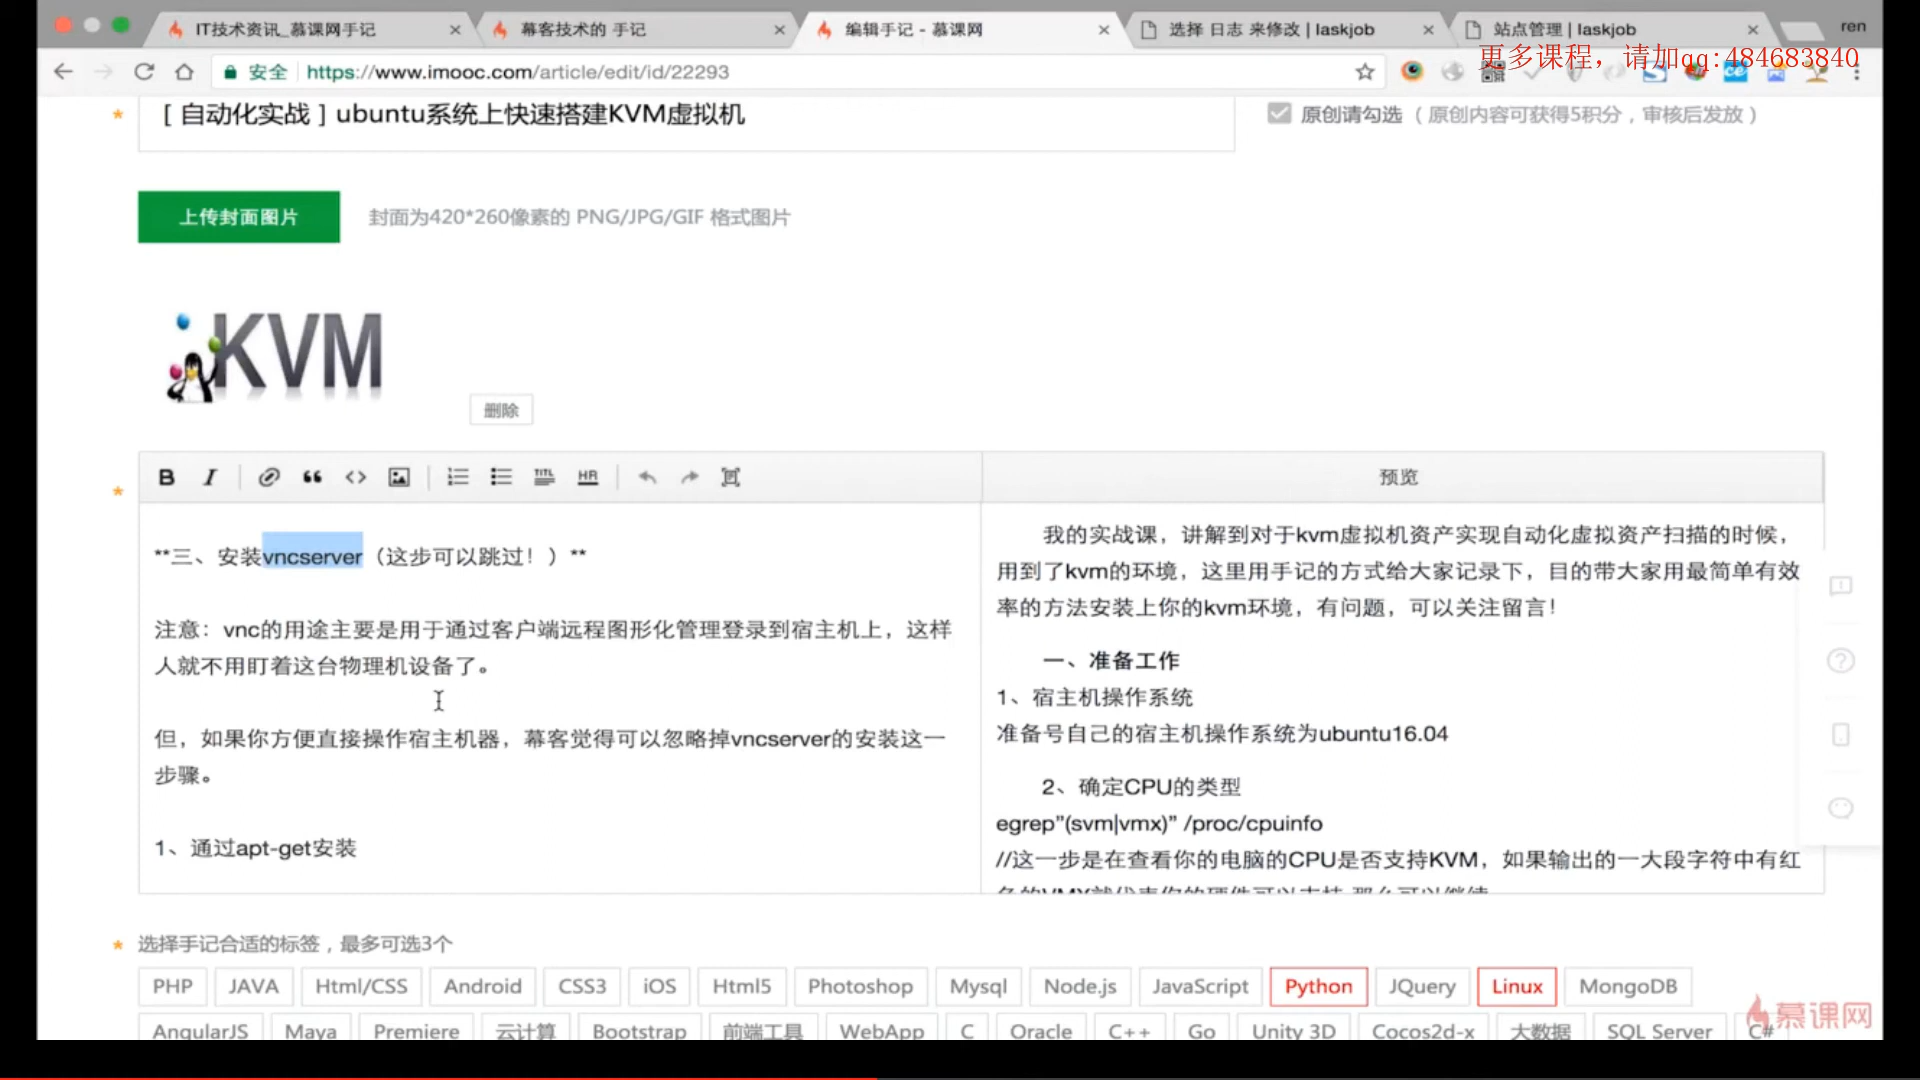 IT技术资讯_慕课网手记
幕客技术的 手记
编辑手记 - 慕课网
选择 日志 来修改 | laskjob
站点管理 | laskjob
ren
更多课程，请加qq:484683840
安全
https://www.imooc.com/article/edit/id/22293
* [ 自动化实战 ] ubuntu系统上快速搭建KVM虚拟机
原创请勾选 （ 原创内容可获得5积分，审核后发放 ）
上传封面图片
封面为420*260像素的 PNG/JPG/GIF 格式图片
KVM
删除
*
B I TITL HR
预览
**三、安装vncserver（这步可以跳过！）**
注意：vnc的用途主要是用于通过客户端远程图形化管理登录到宿主机上，这样
人就不用盯着这台物理机设备了。
但，如果你方便直接操作宿主机器，幕客觉得可以忽略掉vncserver的安装这一
步骤。
1、通过apt-get安装
我的实战课，讲解到对于kvm虚拟机资产实现自动化虚拟资产扫描的时候，
用到了kvm的环境，这里用手记的方式给大家记录下，目的带大家用最简单有效
率的方法安装上你的kvm环境，有问题，可以关注留言！
一、准备工作
1、宿主机操作系统
准备号自己的宿主机操作系统为ubuntu16.04
2、确定CPU的类型
egrep”(svm|vmx)” /proc/cpuinfo
//这一步是在查看你的电脑的CPU是否支持KVM，如果输出的一大段字符中有红
色的VMX就代表你的硬件可以支持,那么可以继续
* 选择手记合适的标签，最多可选3个
PHP JAVA Html/CSS Android CSS3 iOS Html5 Photoshop Mysql Node.js JavaScript Python JQuery Linux MongoDB
AngularJS Maya Premiere 云计算 Bootstrap 前端工具 WebApp C Oracle C++ Go Unity 3D Cocos2d-x 大数据 SQL Server C#
慕课网